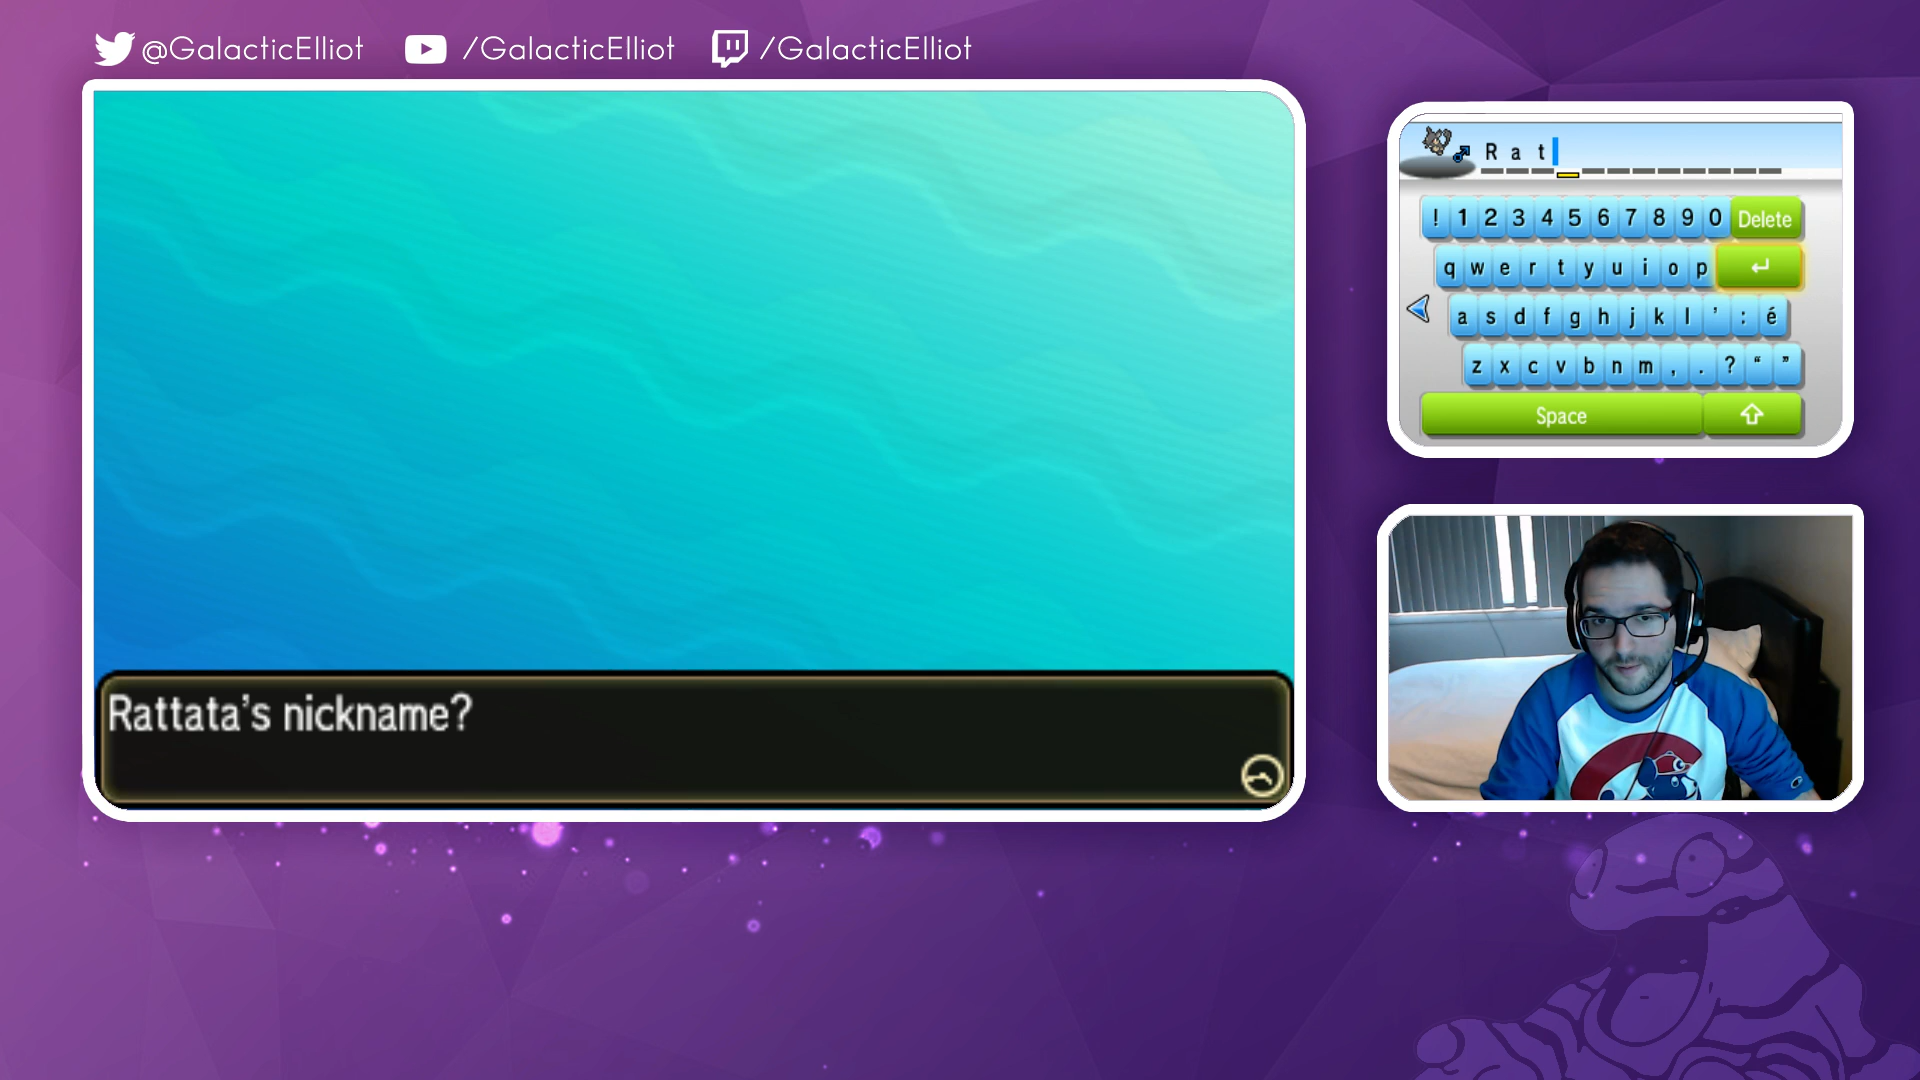 @GalacticElliot /GalacticElliot /GalacticElliot
Rat
! 1 2 3 4 5 6 7 8 9 0 Delete
q w e r t y u i o p
a s d f g h j k l ’ : é
z x c v b n m , . ? “ ”
Space
Rattata’s nickname?